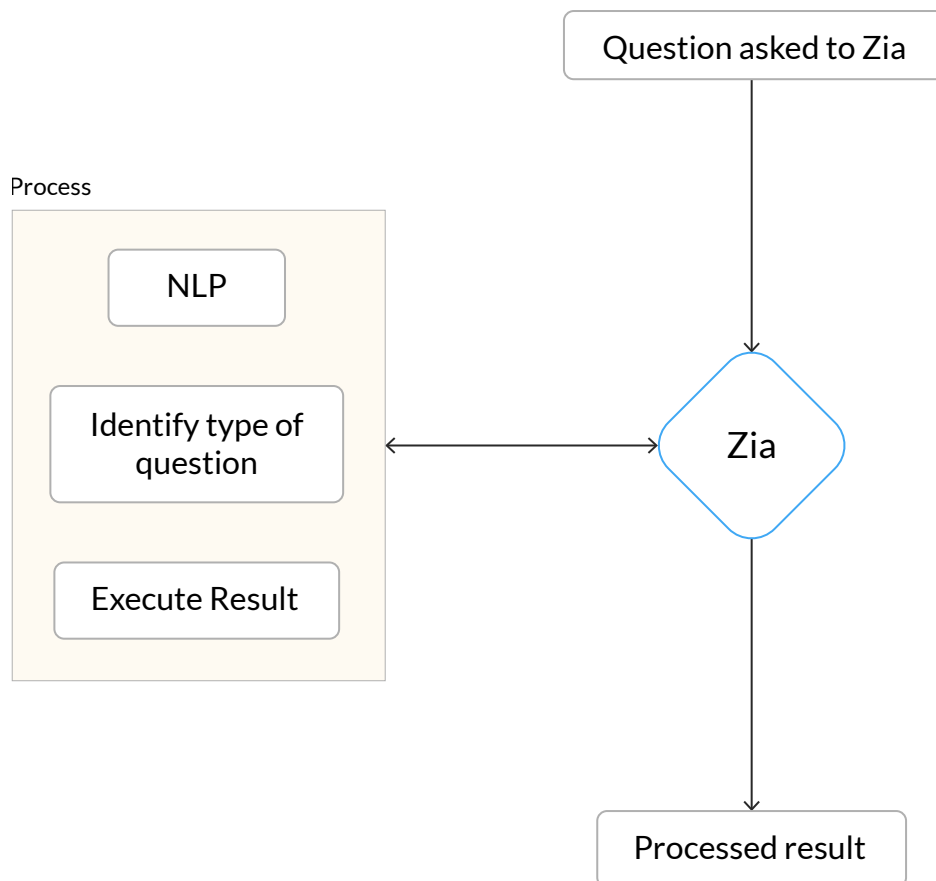 Question asked to Zia
Process
NLP
Identify type of
question
Zia
Execute Result
Processed result